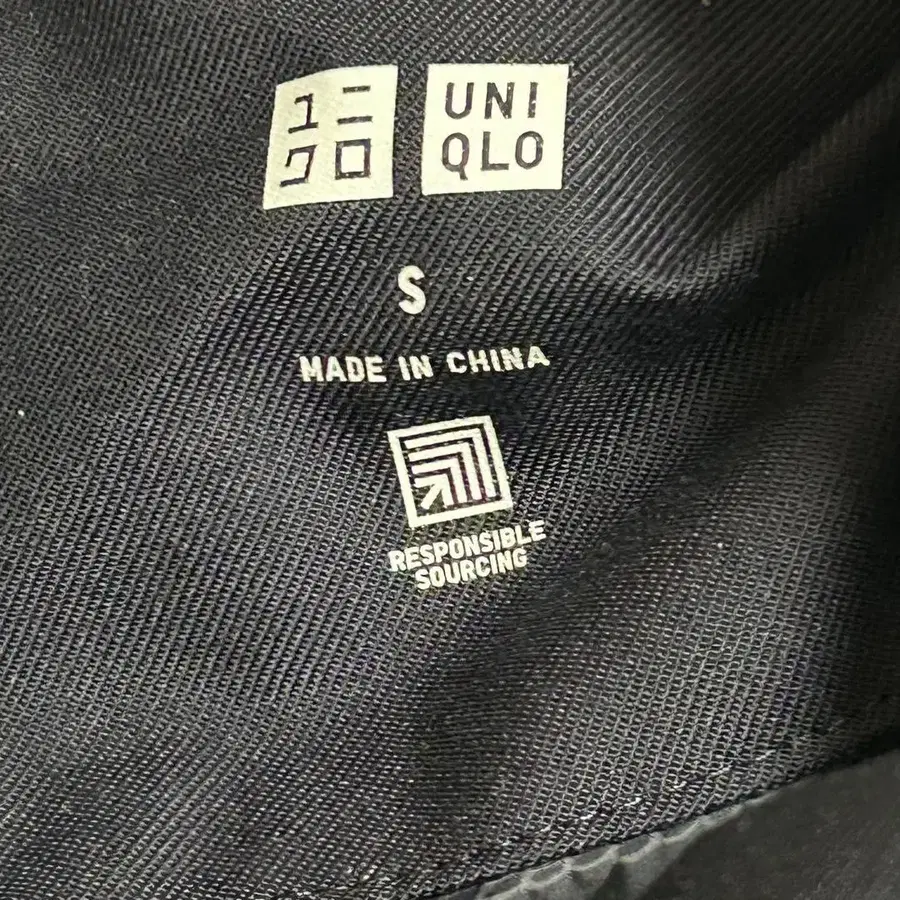 ユニ
クロ
UNI
QLO
S
MADE IN CHINA
RESPONSIBLE
SOURCING